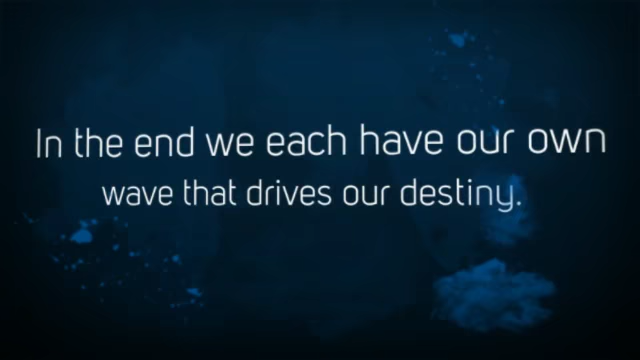 In the end we each have our own
wave that drives our destiny.